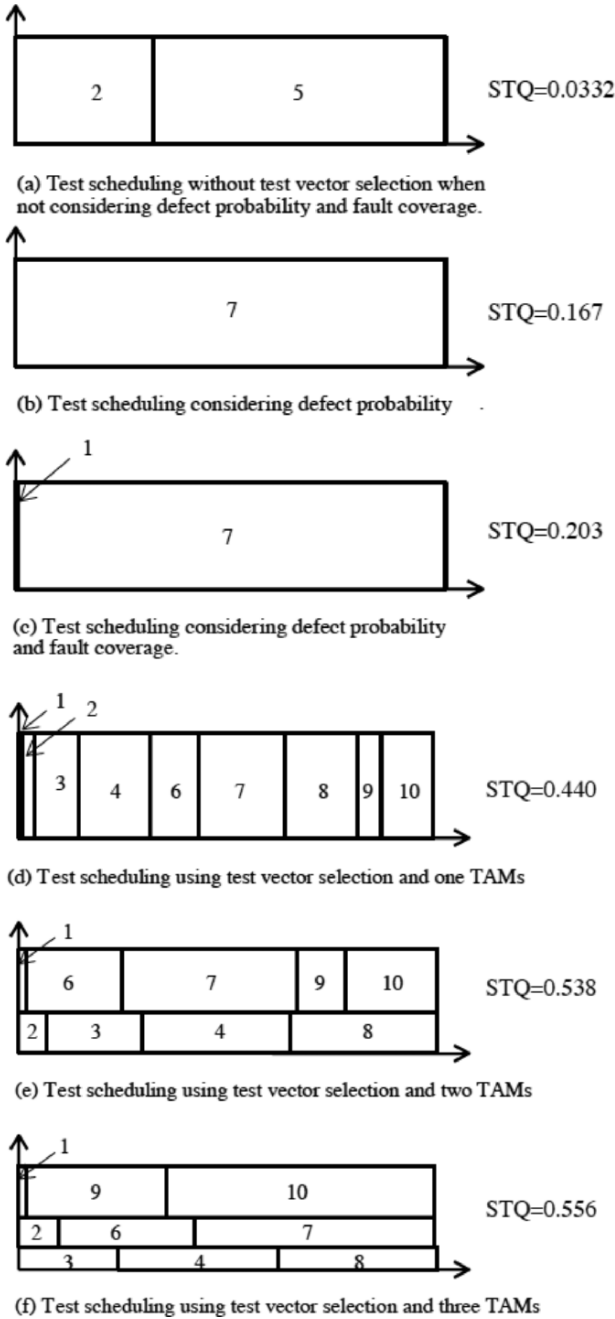 2 5 STQ=0.0332
(a) Test scheduling without test vector selection when
not considering defect probability and fault coverage.
7 STQ=0.167
(b) Test scheduling considering defect probability .
1
7 STQ=0.203
(c) Test scheduling considering defect probability
and fault coverage.
1 2
3 4 6 7 8 9 10 STQ=0.440
(d) Test scheduling using test vector selection and one TAMs
1
6 7 9 10 STQ=0.538
2 3 4 8
(e) Test scheduling using test vector selection and two TAMs
1
9 10 STQ=0.556
2 6 7
3 4 8
(f) Test scheduling using test vector selection and three TAMs